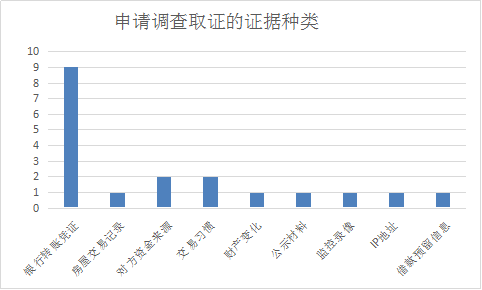 申请调查取证的证据种类
10
9
8
7
6
5
4
3
2
1
0
银行转账凭证
房屋交易记录
对方资金来源
交易习惯
财产变化
公示材料
监控录像
IP地址
借款预留信息